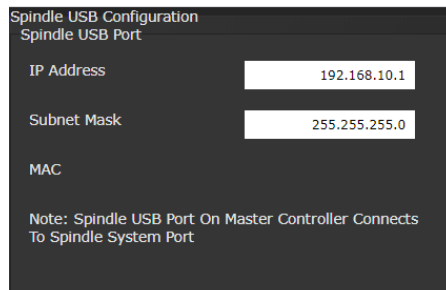 Spindle USB Configuration
Spindle USB Port
IP Address
192.168.10.1
Subnet Mask
255.255.255.0
MAC
Note: Spindle USB Port On Master Controller Connects
To Spindle System Port